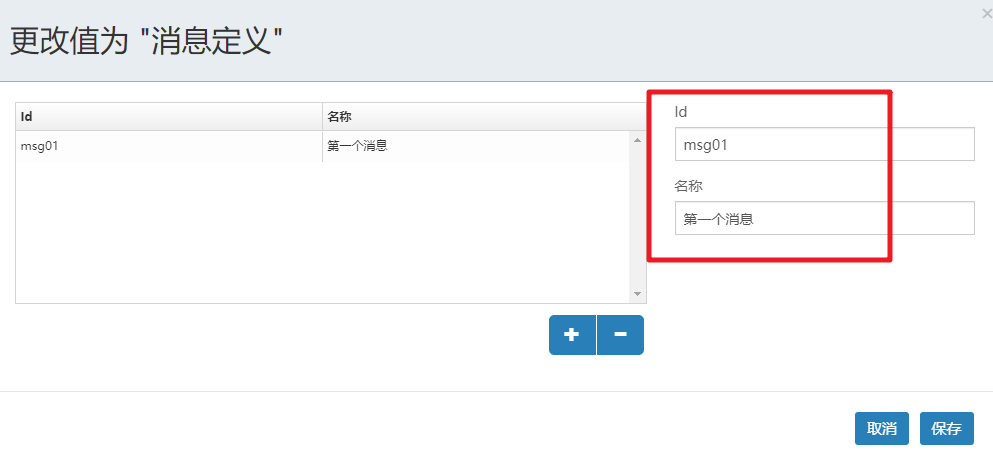 ×
更改值为 "消息定义"
Id 名称
msg01 第一个消息
Id
msg01
名称
第一个消息
+ −
取消 保存